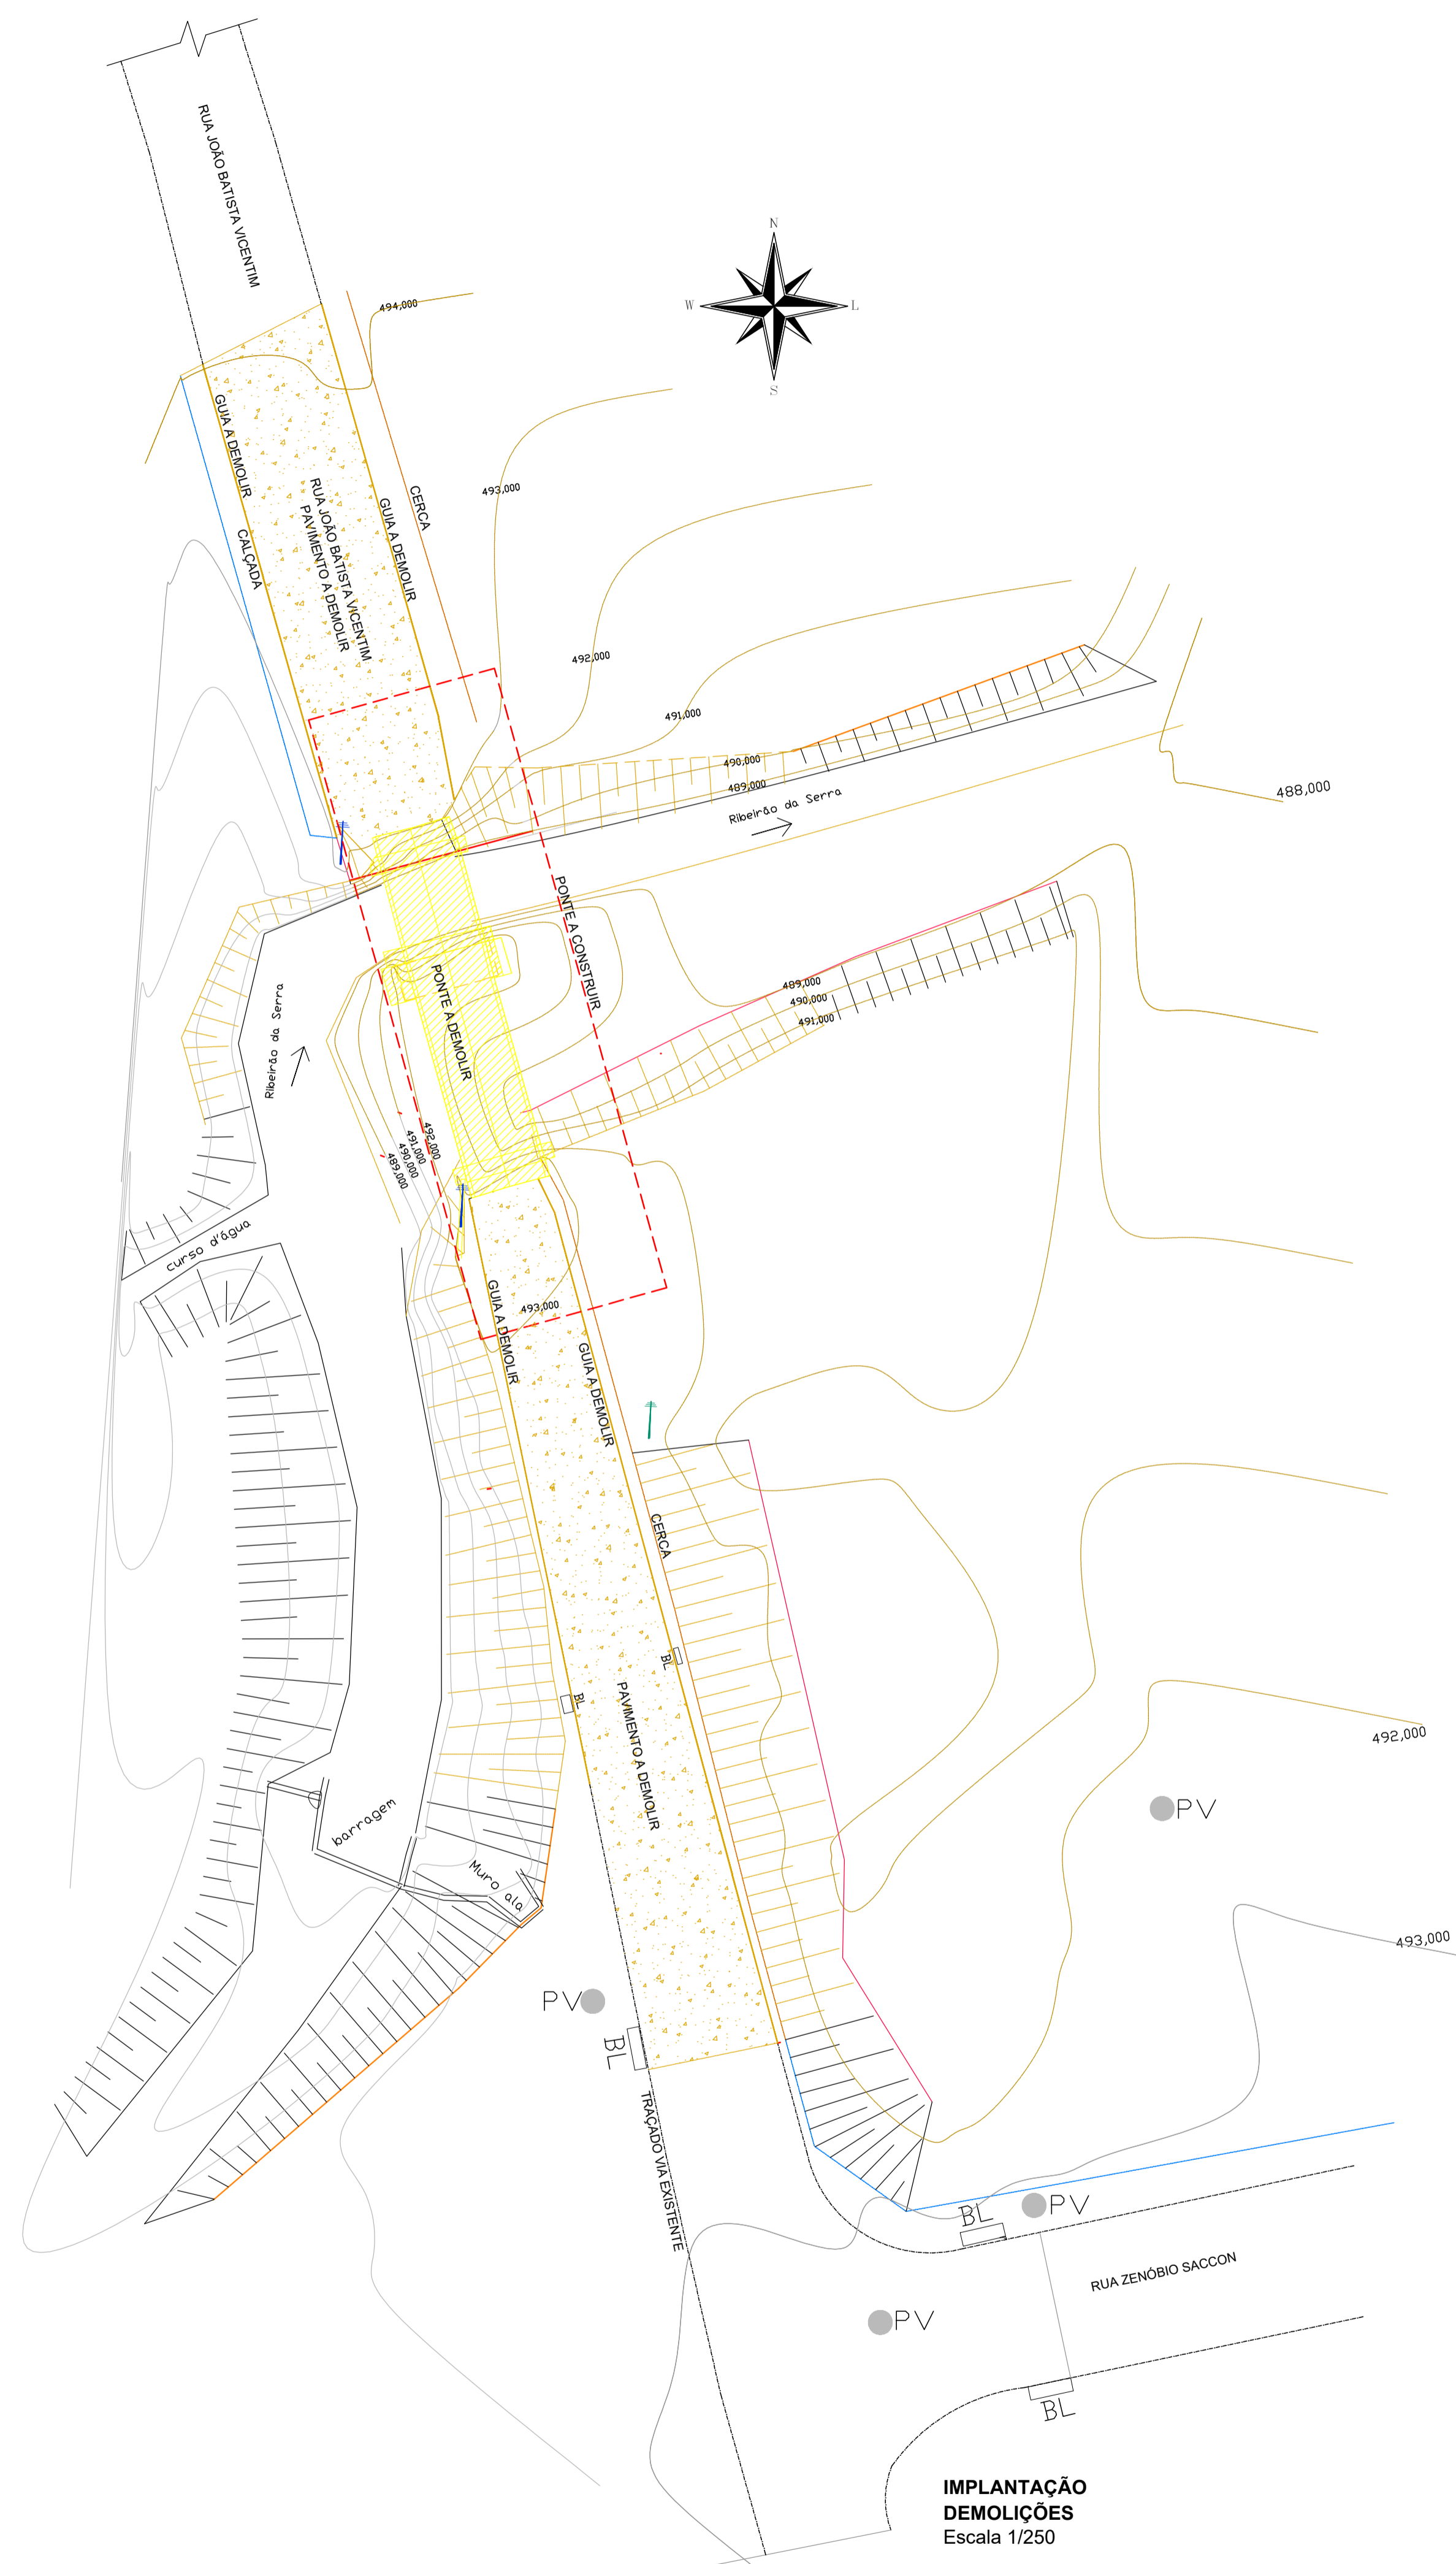 RUA JOÃO BATISTA VICENTIM
N
W
L
S
494,000
GUIA A DEMOLIR
CALÇADA
RUA JOÃO BATISTA VICENTIM
PAVIMENTO A DEMOLIR
GUIA A DEMOLIR
CERCA
493,000
492,000
491,000
490,000
489,000
Ribeirão da Serra
488,000
PONTE A CONSTRUIR
PONTE A DEMOLIR
489,000
490,000
491,000
Ribeirão da Serra
492,000
491,000
490,000
489,000
curso d'água
GUIA A DEMOLIR
493,000
GUIA A DEMOLIR
CERCA
BL
BL
PAVIMENTO A DEMOLIR
492,000
PV
barragem
Muro ala
493,000
PV
BL
TRAÇADO VIA EXISTENTE
BL
PV
RUA ZENÓBIO SACCON
PV
BL
IMPLANTAÇÃO
DEMOLIÇÕES
Escala 1/250